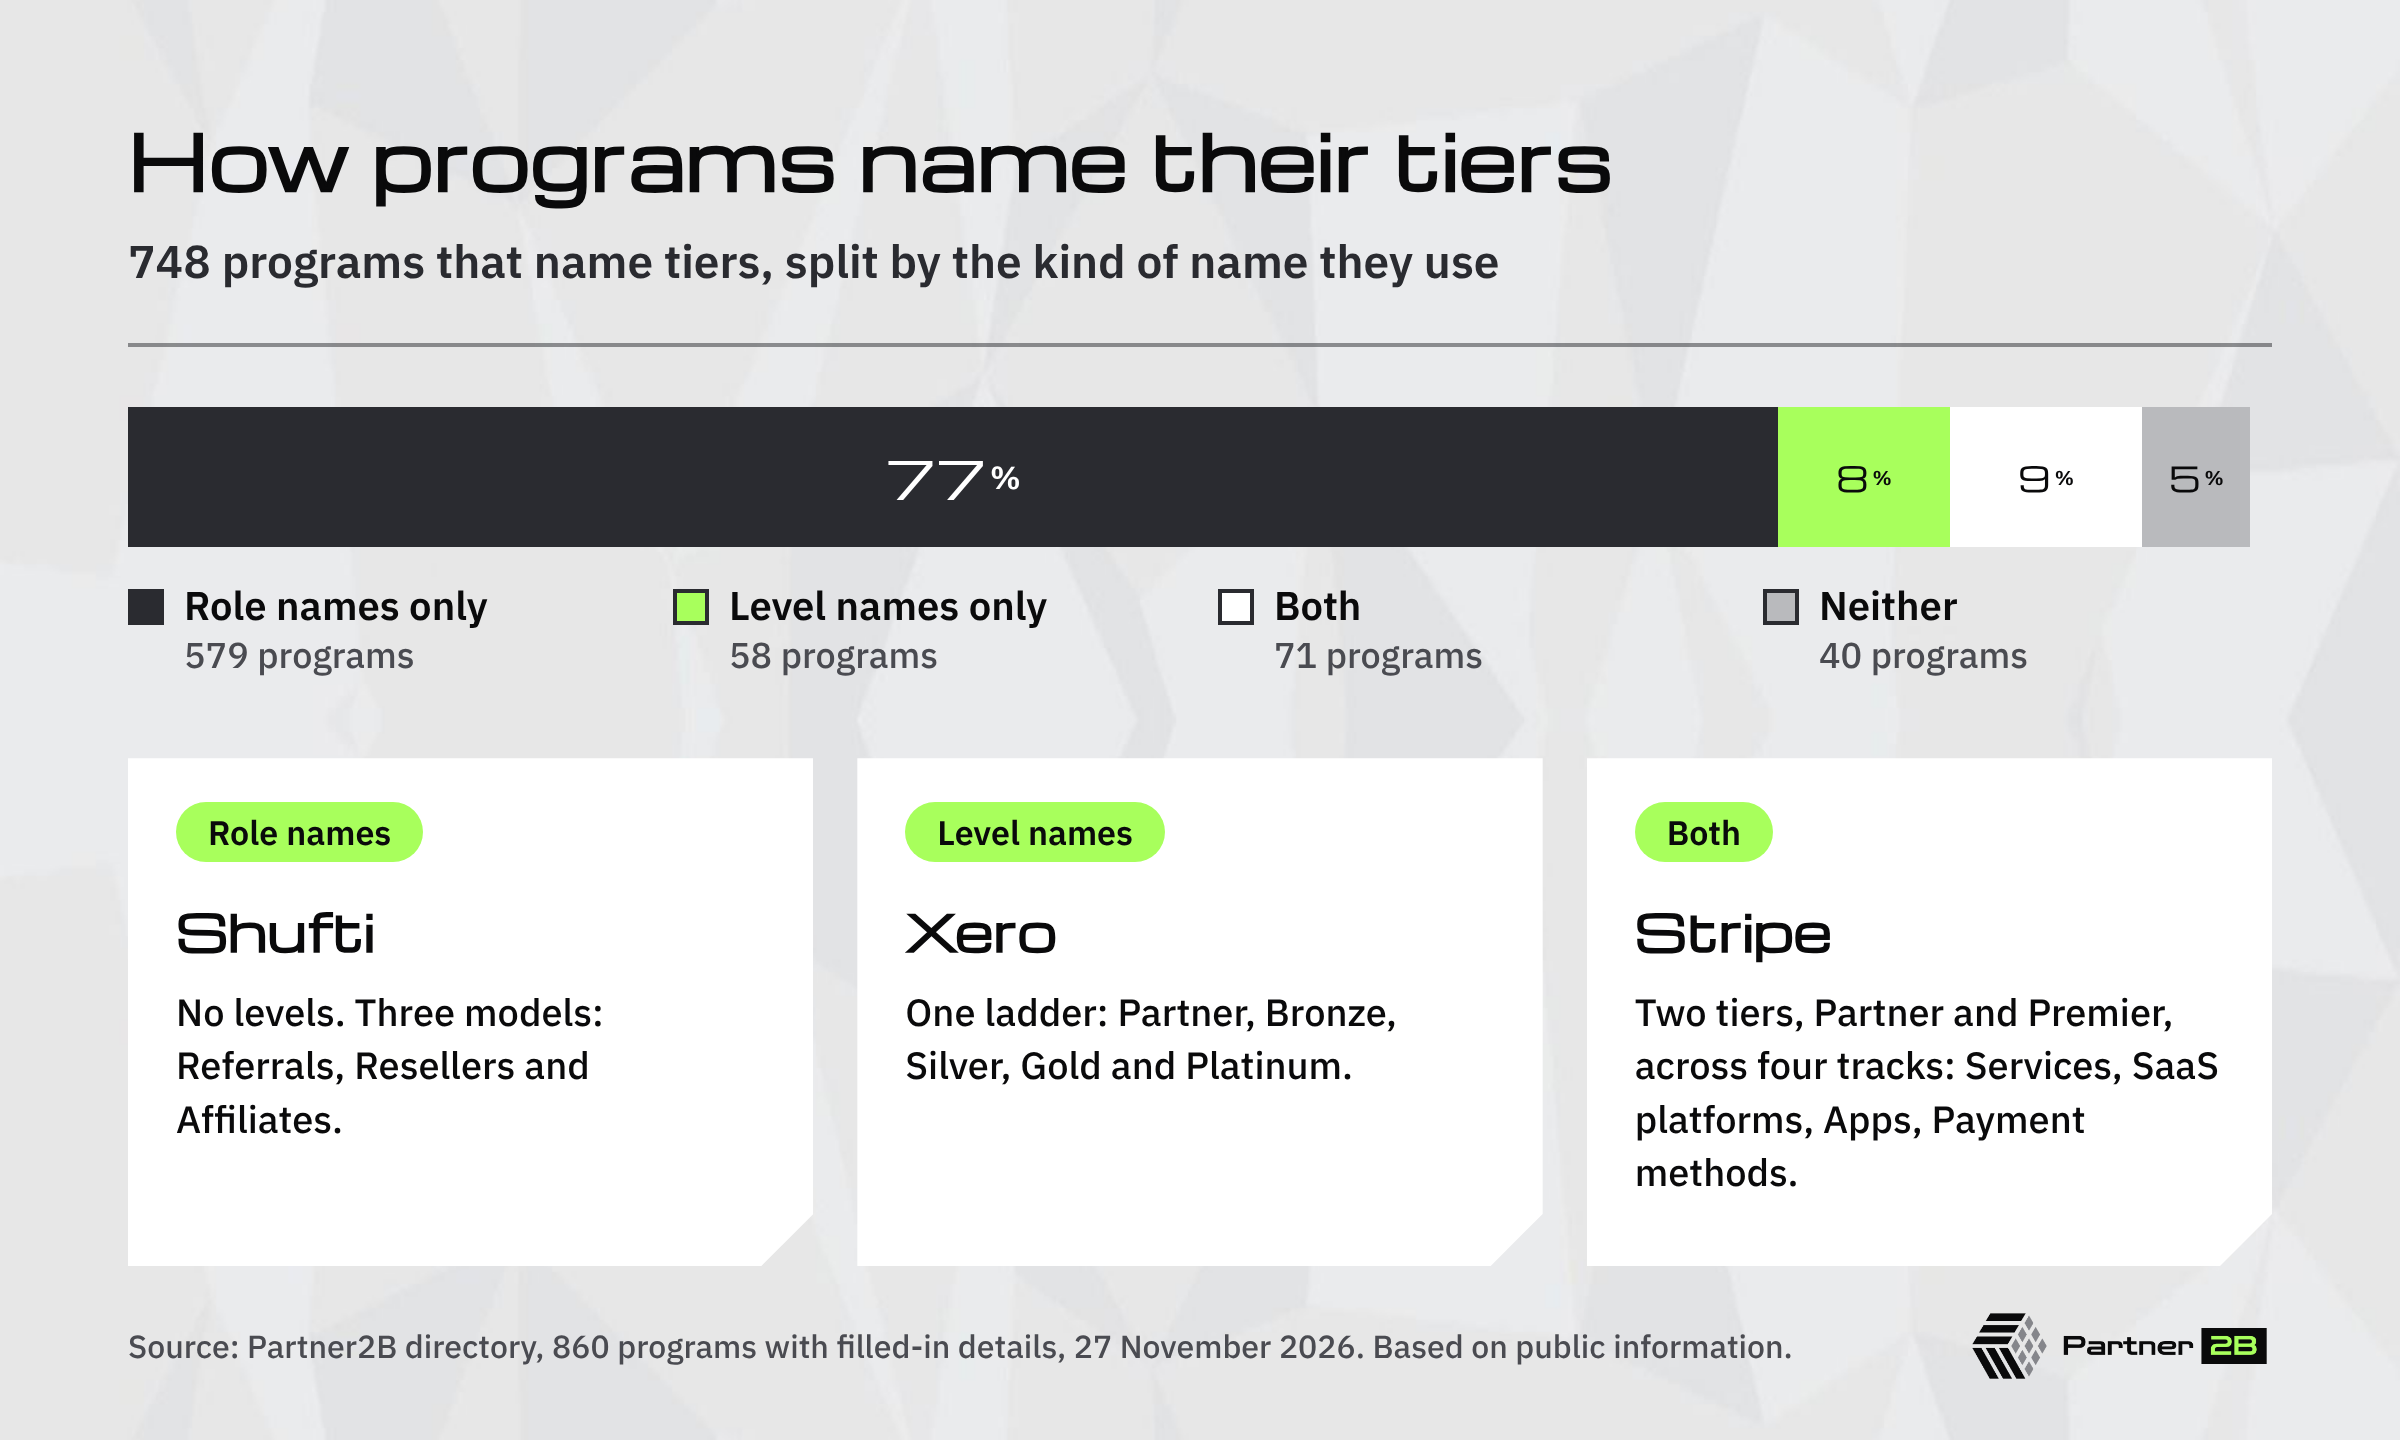 How programs name their tiers
748 programs that name tiers, split by the kind of name they use
77%
8%
9%
5%
Role names only
579 programs
Level names only
58 programs
Both
71 programs
Neither
40 programs
Role names
Shufti
No levels. Three models:
Referrals, Resellers and
Affiliates.
Level names
Xero
One ladder: Partner, Bronze,
Silver, Gold and Platinum.
Both
Stripe
Two tiers, Partner and Premier,
across four tracks: Services, SaaS
platforms, Apps, Payment
methods.
Source: Partner2B directory, 860 programs with filled-in details, 27 November 2026. Based on public information.
Partner 2B